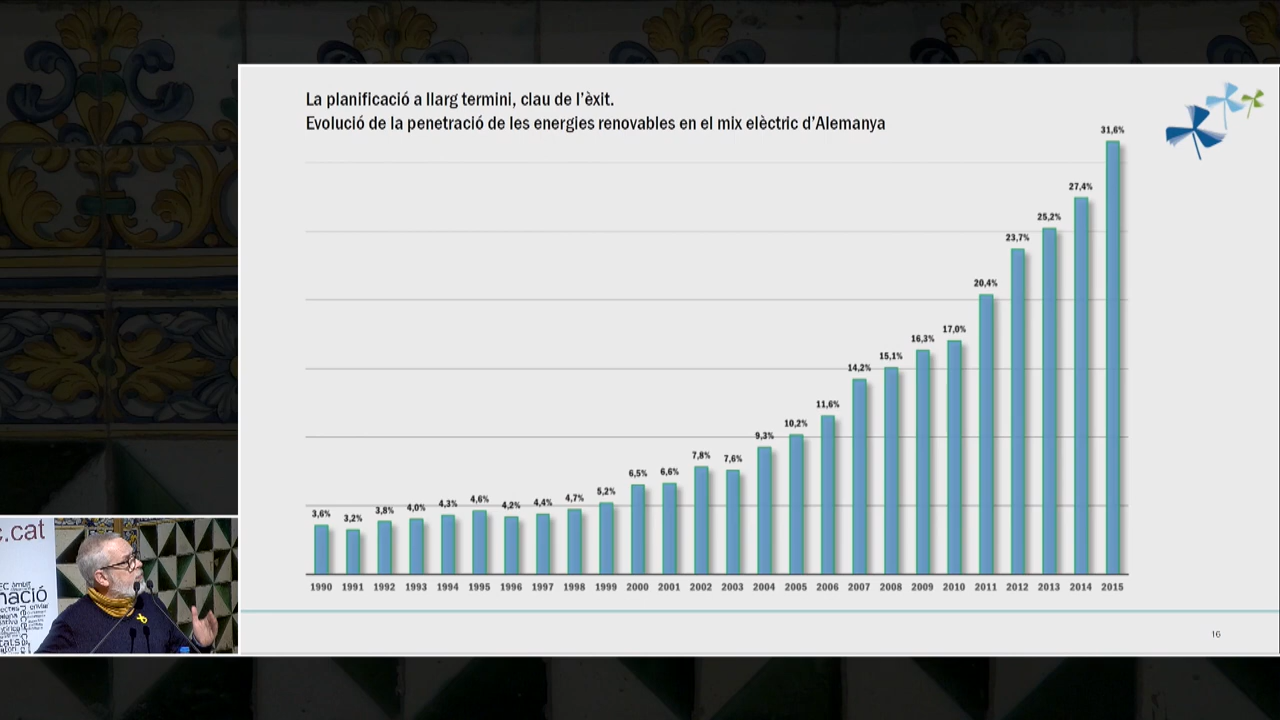 La planificació a llarg termini, clau de l'èxit.
Evolució de la penetració de les energies renovables en el mix elèctric d'Alemanya
3,6% 3,2% 3,8% 4,0% 4,3% 4,6% 4,2% 4,4% 4,7% 5,2% 6,5% 6,6% 7,8% 7,6% 9,3% 10,2% 11,6% 14,2% 15,1% 16,3% 17,0% 20,4% 23,7% 25,2% 27,4% 31,6%
1990 1991 1992 1993 1994 1995 1996 1997 1998 1999 2000 2001 2002 2003 2004 2005 2006 2007 2008 2009 2010 2011 2012 2013 2014 2015
16
c.cat
àmbit
nació
enviar
recerca